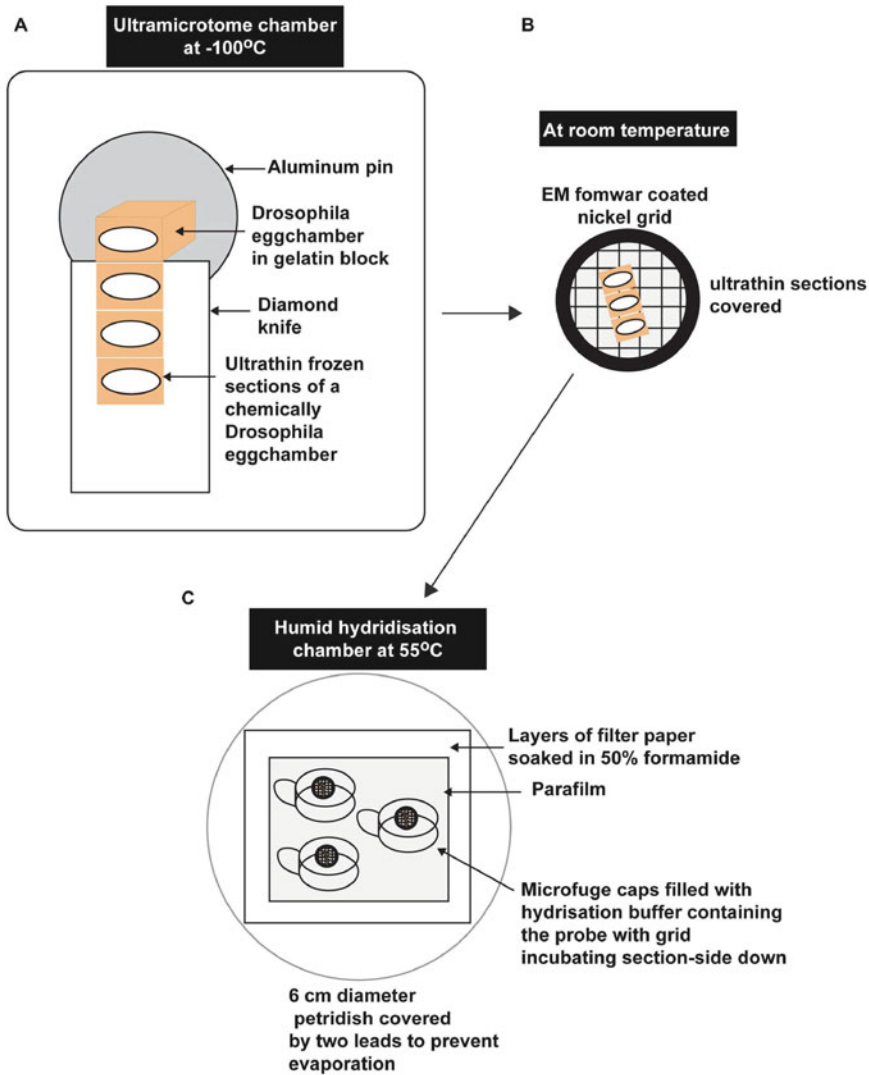 A
Ultramicrotome chamber
at -100°C
Aluminum pin
Drosophila
eggchamber
in gelatin block
Diamond
knife
Ultrathin frozen
sections of a
chemically
Drosophila
eggchamber
B
At room temperature
EM fomwar coated
nickel grid
ultrathin sections
covered
C
Humid hydridisation
chamber at 55°C
Layers of filter paper
soaked in 50% formamide
Parafilm
Microfuge caps filled with
hydrisation buffer containing
the probe with grid
incubating section-side down
6 cm diameter
petridish covered
by two leads to prevent
evaporation